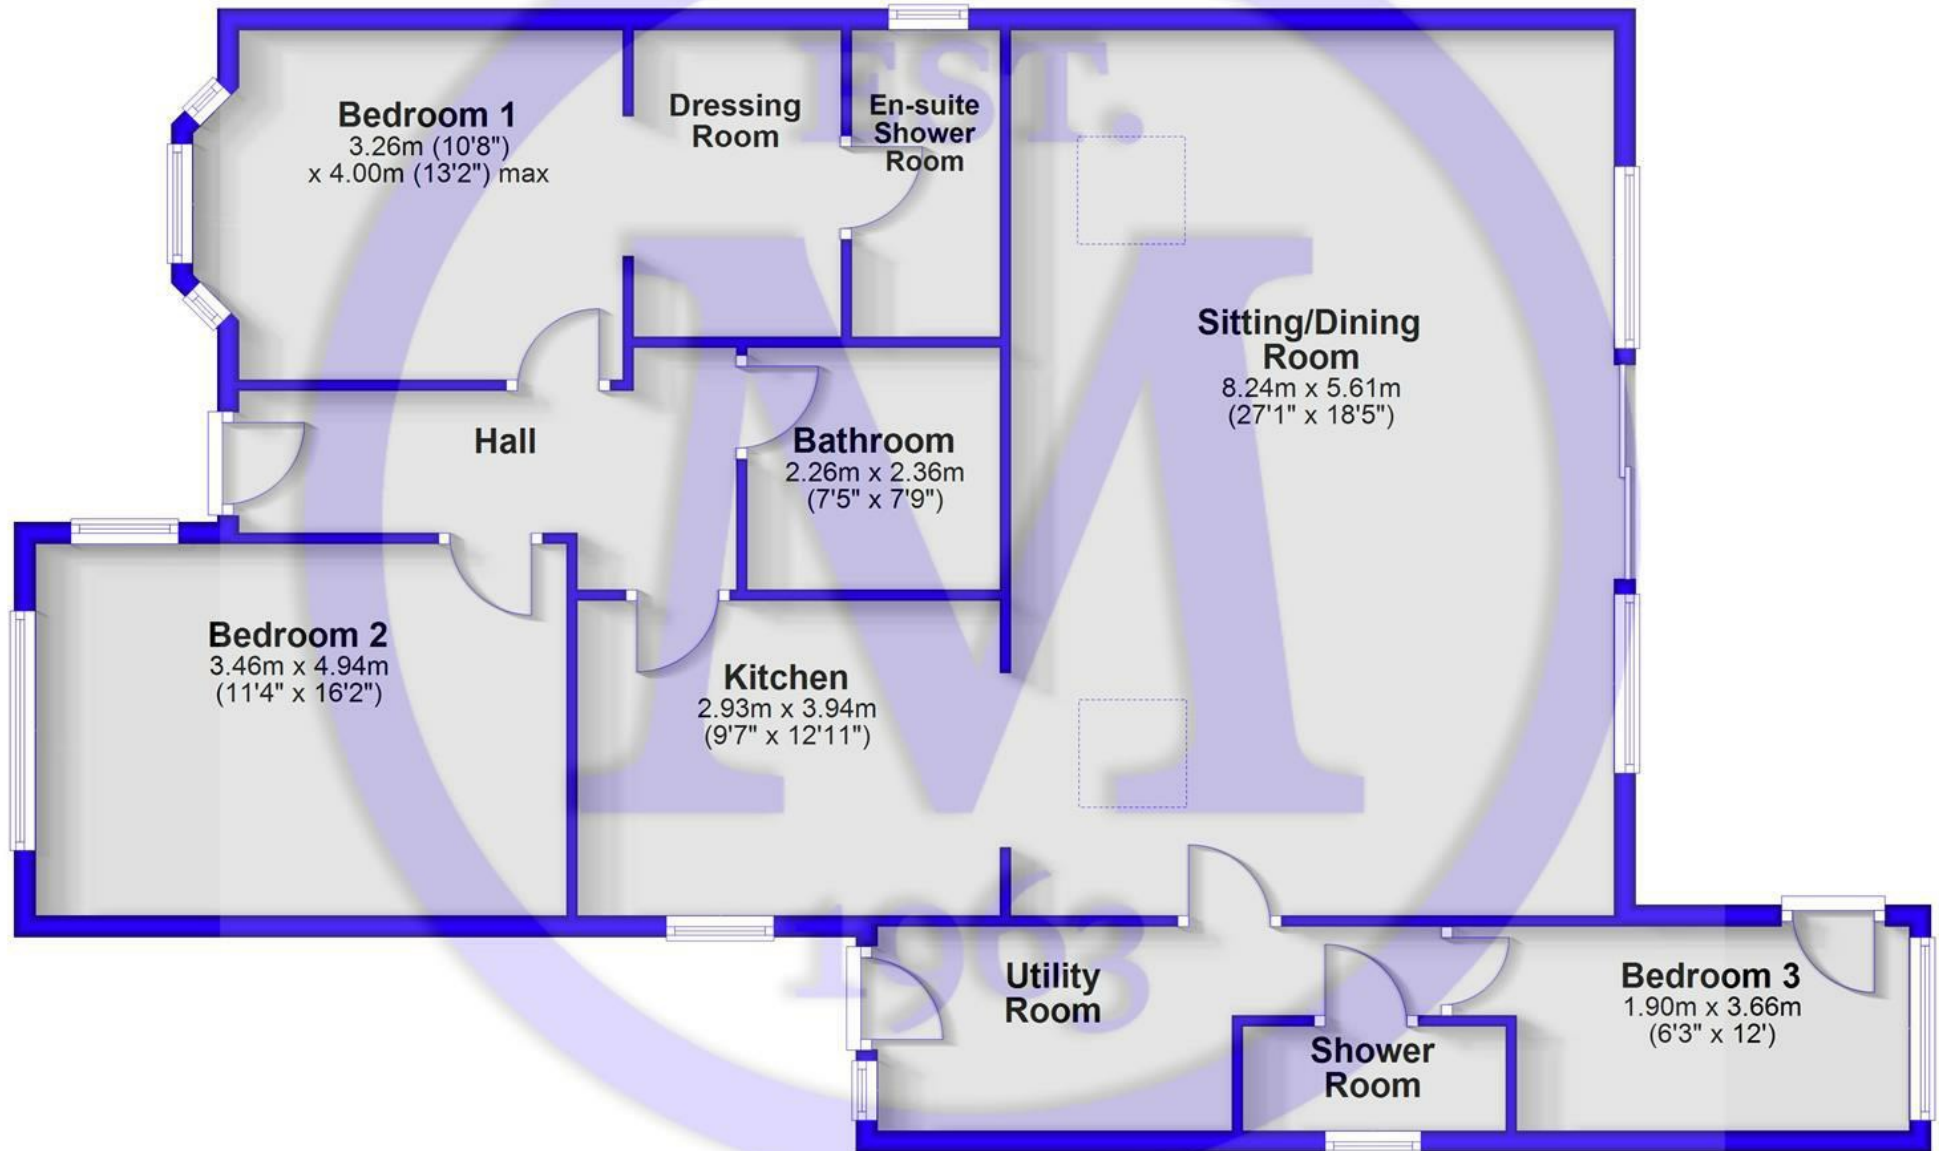 EST.
Bedroom 1
3.26m (10'8")
x 4.00m (13'2") max
Dressing
Room
En-suite
Shower
Room
Sitting/Dining
Room
8.24m x 5.61m
(27'1" x 18'5")
Hall
Bathroom
2.26m x 2.36m
(7'5" x 7'9")
M
Bedroom 2
3.46m x 4.94m
(11'4" x 16'2")
Kitchen
2.93m x 3.94m
(9'7" x 12'11")
1963
Utility
Room
Shower
Room
Bedroom 3
1.90m x 3.66m
(6'3" x 12')